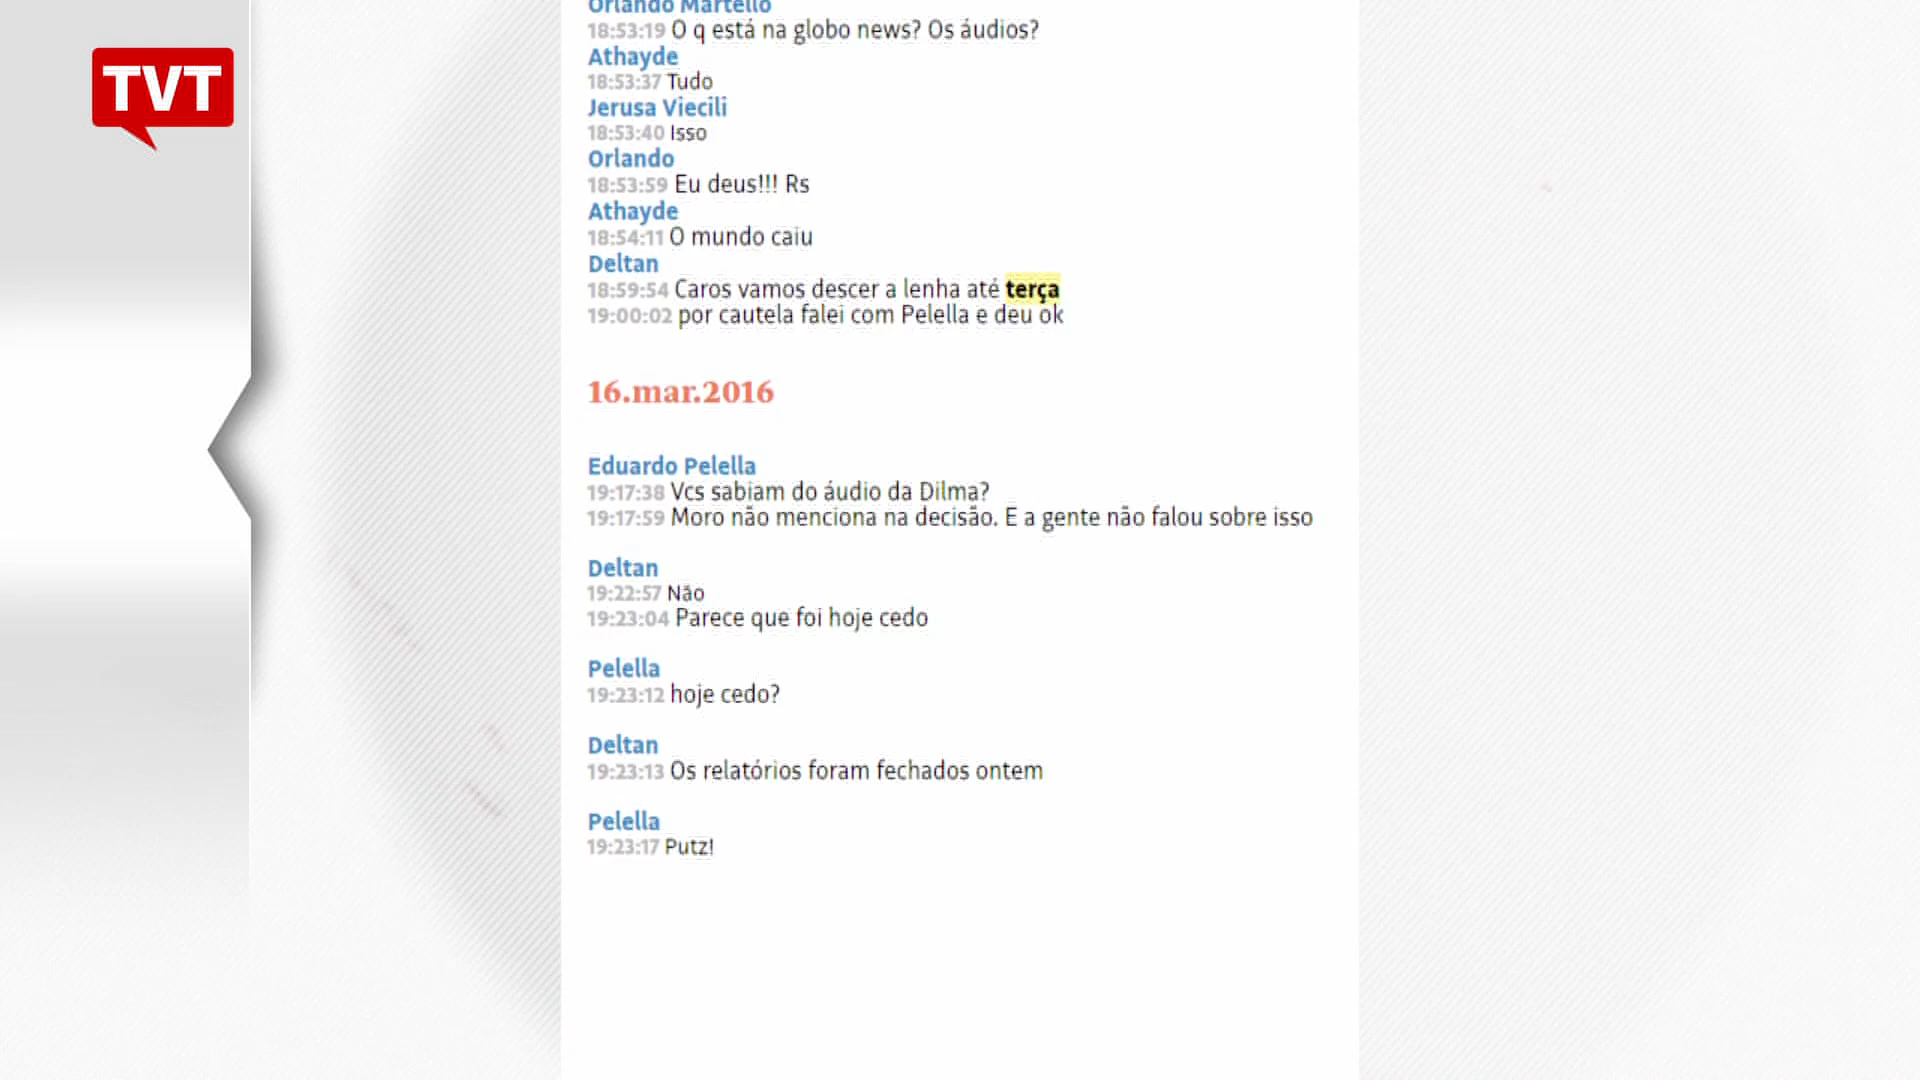 TVT
Orlando Martello
18:53:19 O q está na globo news? Os áudios?
Athayde
18:53:37 Tudo
Jerusa Viecili
18:53:40 Isso
Orlando
18:53:59 Eu deus!!! Rs
Athayde
18:54:11 O mundo caiu
Deltan
18:59:54 Caros vamos descer a lenha até terça
19:00:02 por cautela falei com Pelella e deu ok
16.mar.2016
Eduardo Pelella
19:17:38 Vcs sabiam do áudio da Dilma?
19:17:59 Moro não menciona na decisão. E a gente não falou sobre isso
Deltan
19:22:57 Não
19:23:04 Parece que foi hoje cedo
Pelella
19:23:12 hoje cedo?
Deltan
19:23:13 Os relatórios foram fechados ontem
Pelella
19:23:17 Putz!